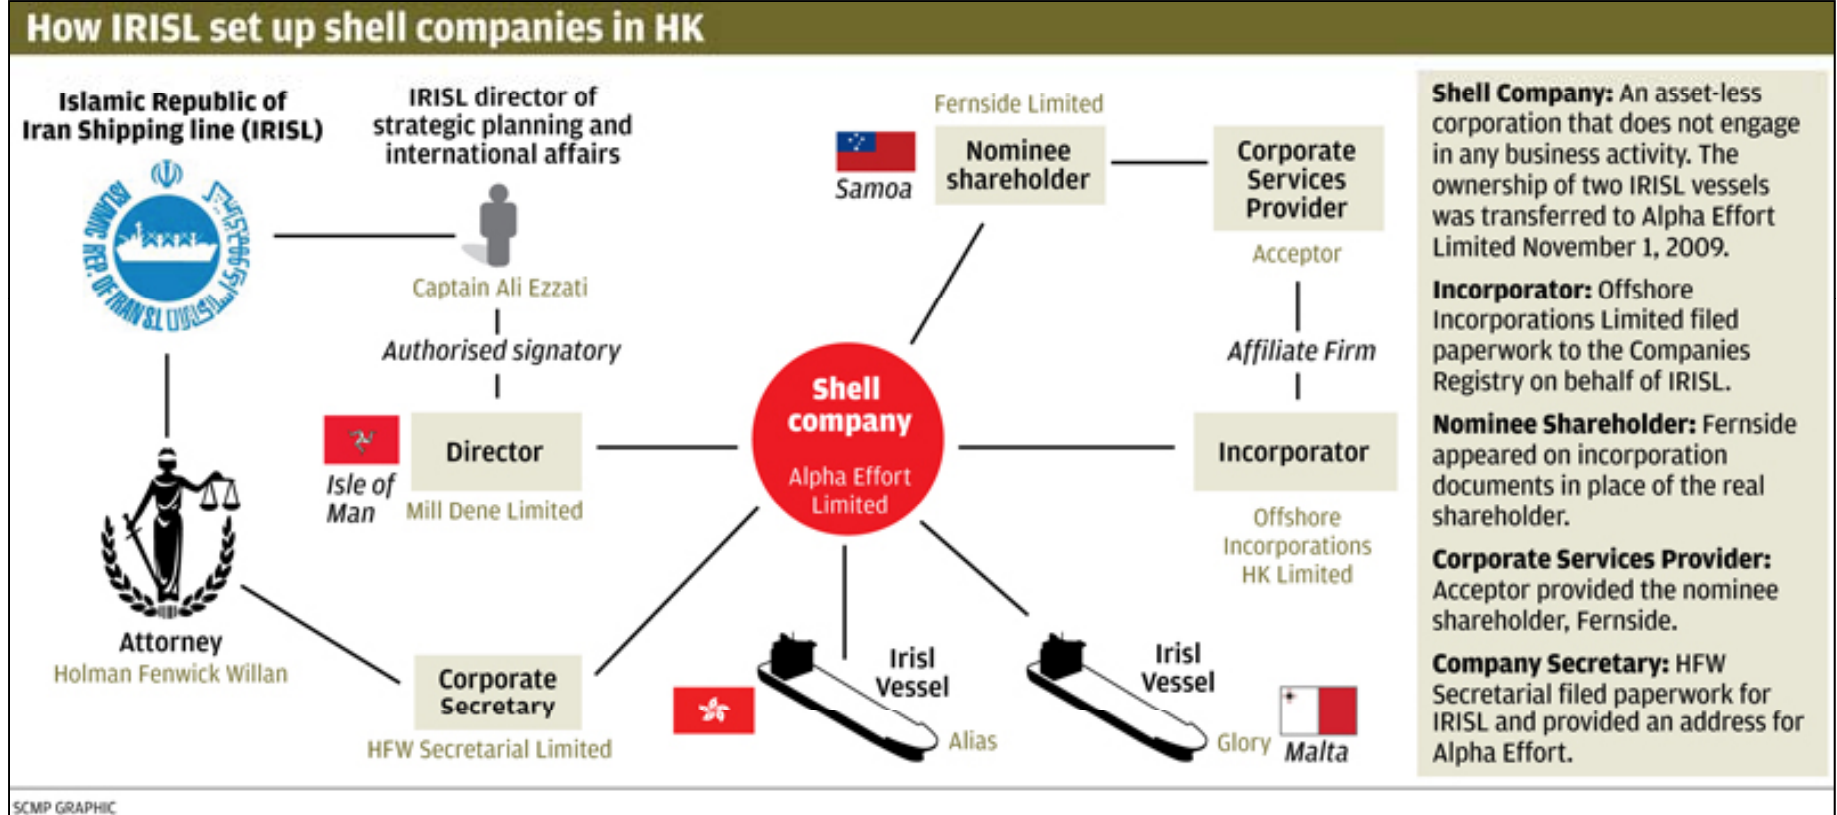 How IRISL set up shell companies in HK
Islamic Republic of
Iran Shipping line (IRISL)
ISLAMIC REP. OF IRAN S.L
IRISL director of
strategic planning and
international affairs
Captain Ali Ezzati
Authorised signatory
Director
Isle of
Man
Mill Dene Limited
Attorney
Holman Fenwick Willan
Corporate
Secretary
HFW Secretarial Limited
Shell
company
Alpha Effort
Limited
Fernside Limited
Nominee
shareholder
Samoa
Corporate
Services
Provider
Acceptor
Affiliate Firm
Incorporator
Offshore
Incorporations
HK Limited
Irisl
Vessel
Alias
Irisl
Vessel
Glory
Malta
Shell Company: An asset-less
corporation that does not engage
in any business activity. The
ownership of two IRISL vessels
was transferred to Alpha Effort
Limited November 1, 2009.
Incorporator: Offshore
Incorporations Limited filed
paperwork to the Companies
Registry on behalf of IRISL.
Nominee Shareholder: Fernside
appeared on incorporation
documents in place of the real
shareholder.
Corporate Services Provider:
Acceptor provided the nominee
shareholder, Fernside.
Company Secretary: HFW
Secretarial filed paperwork for
IRISL and provided an address for
Alpha Effort.
SCMP GRAPHIC